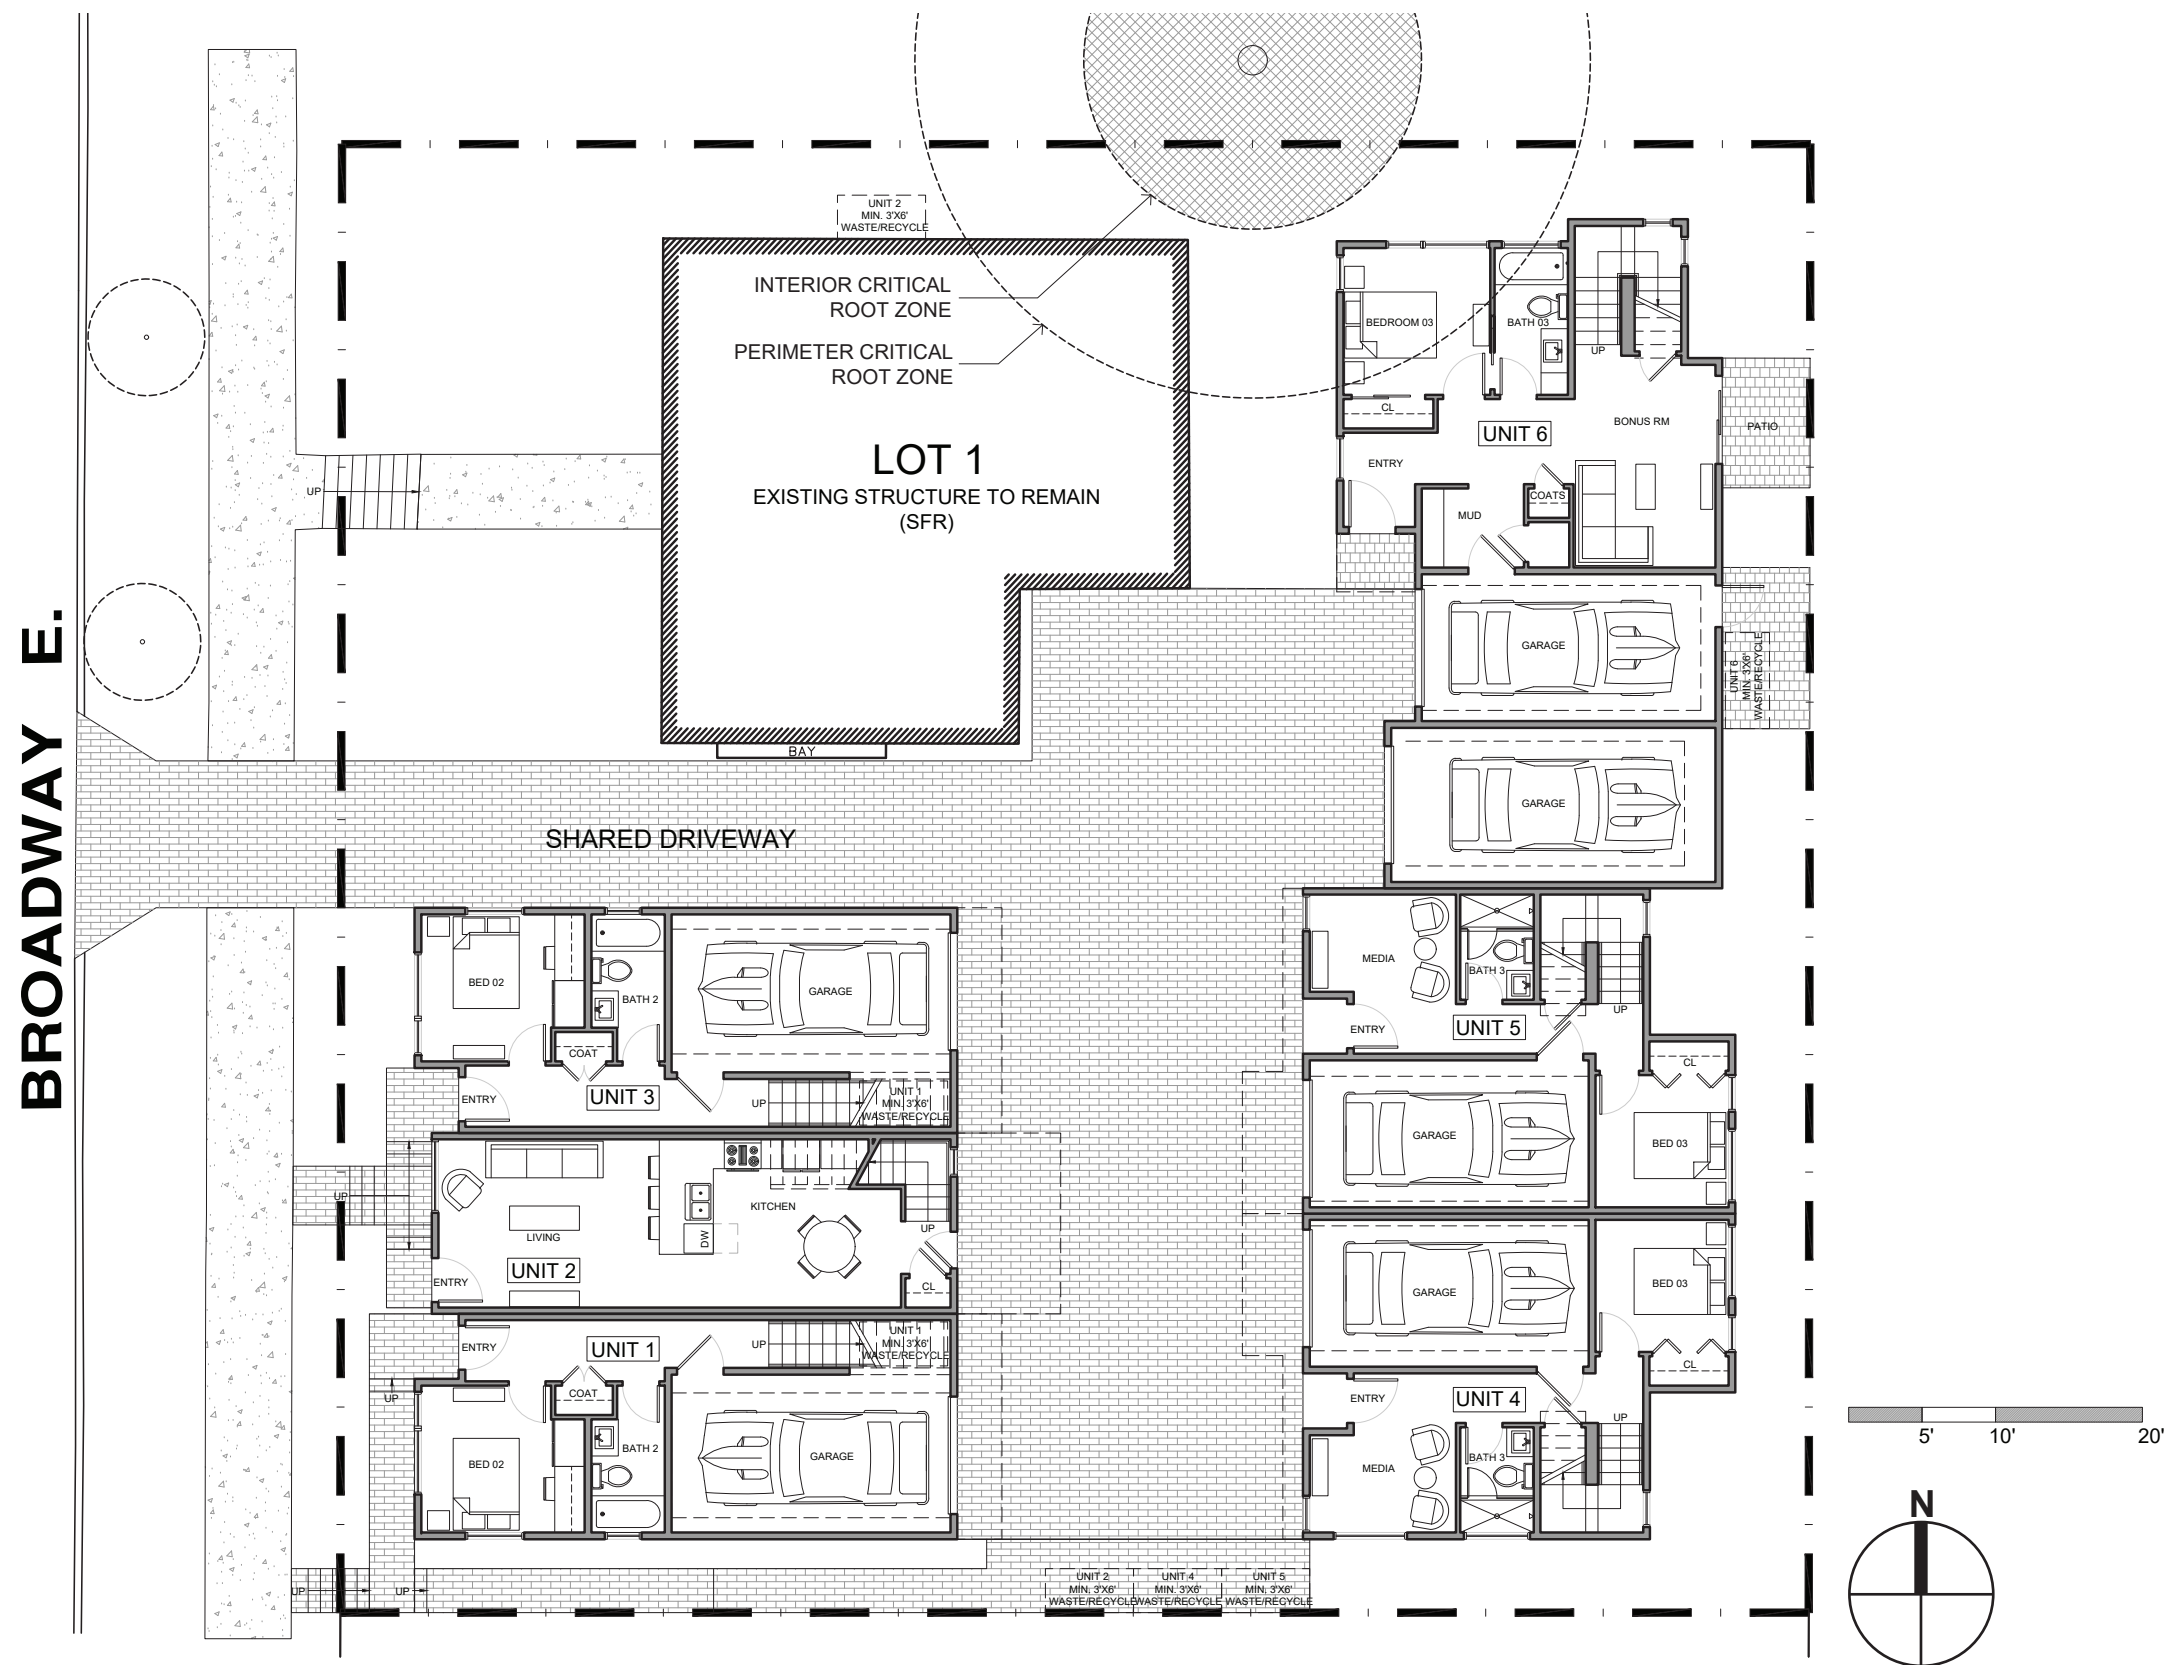 UNIT 2
MIN. 3'X6'
WASTE/RECYCLE
INTERIOR CRITICAL
ROOT ZONE
PERIMETER CRITICAL
ROOT ZONE
LOT 1
EXISTING STRUCTURE TO REMAIN
(SFR)
BAY
UP
BROADWAY E.
SHARED DRIVEWAY
BEDROOM 03
BATH 03
UP
CL
UNIT 6
BONUS RM
PATIO
ENTRY
COATS
MUD
GARAGE
UNIT 6
MIN. 3'X6'
WASTE/RECYCLE
GARAGE
BED 02
BATH 2
GARAGE
COAT
UNIT 3
ENTRY
UP
UNIT 1
MIN. 3'X6'
WASTE/RECYCLE
UP
KITCHEN
LIVING
DW
UP
UNIT 2
ENTRY
CL
ENTRY
UNIT 1
UP
UNIT 1
MIN. 3'X6'
WASTE/RECYCLE
UP
COAT
BED 02
BATH 2
GARAGE
UP
UP
MEDIA
BATH 3
ENTRY
UNIT 5
UP
CL
GARAGE
BED 03
GARAGE
BED 03
CL
ENTRY
UNIT 4
UP
MEDIA
BATH 3
UNIT 2
MIN. 3'X6'
WASTE/RECYCLE
UNIT 4
MIN. 3'X6'
WASTE/RECYCLE
UNIT 5
MIN. 3'X6'
WASTE/RECYCLE
5' 10' 20'
N